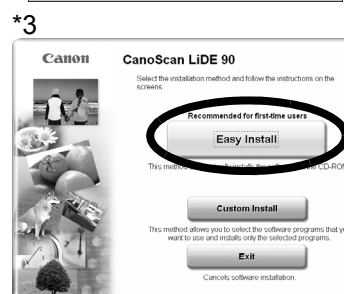 *3
Canon
CanoScan LiDE 90
Select the installation method and follow the instructions on the
screens.
Recommended for first-time users
Easy Install
This method installs the CD-ROM
Custom Install
This method allows you to select the software programs that
want to use and installs only the selected programs.
Exit
Cancels software installation.